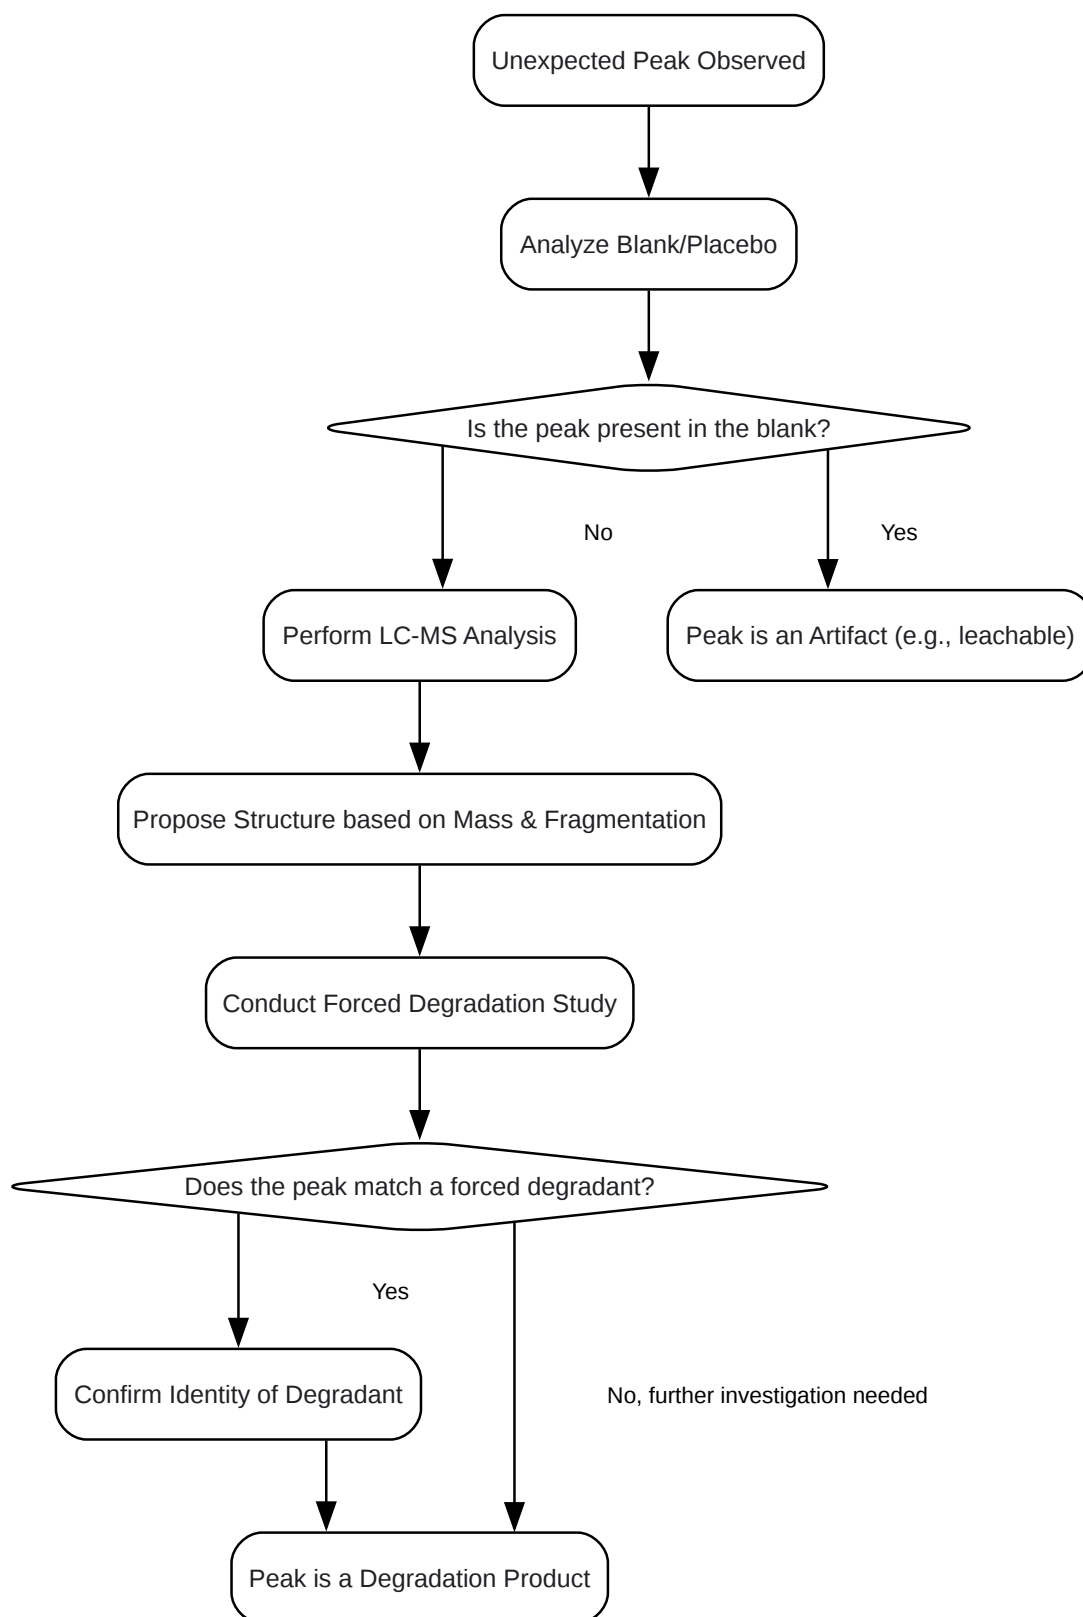 Unexpected Peak Observed
Analyze Blank/Placebo
Is the peak present in the blank?
No
Yes
Perform LC-MS Analysis
Peak is an Artifact (e.g., leachable)
Propose Structure based on Mass & Fragmentation
Conduct Forced Degradation Study
Does the peak match a forced degradant?
Yes
Confirm Identity of Degradant
No, further investigation needed
Peak is a Degradation Product